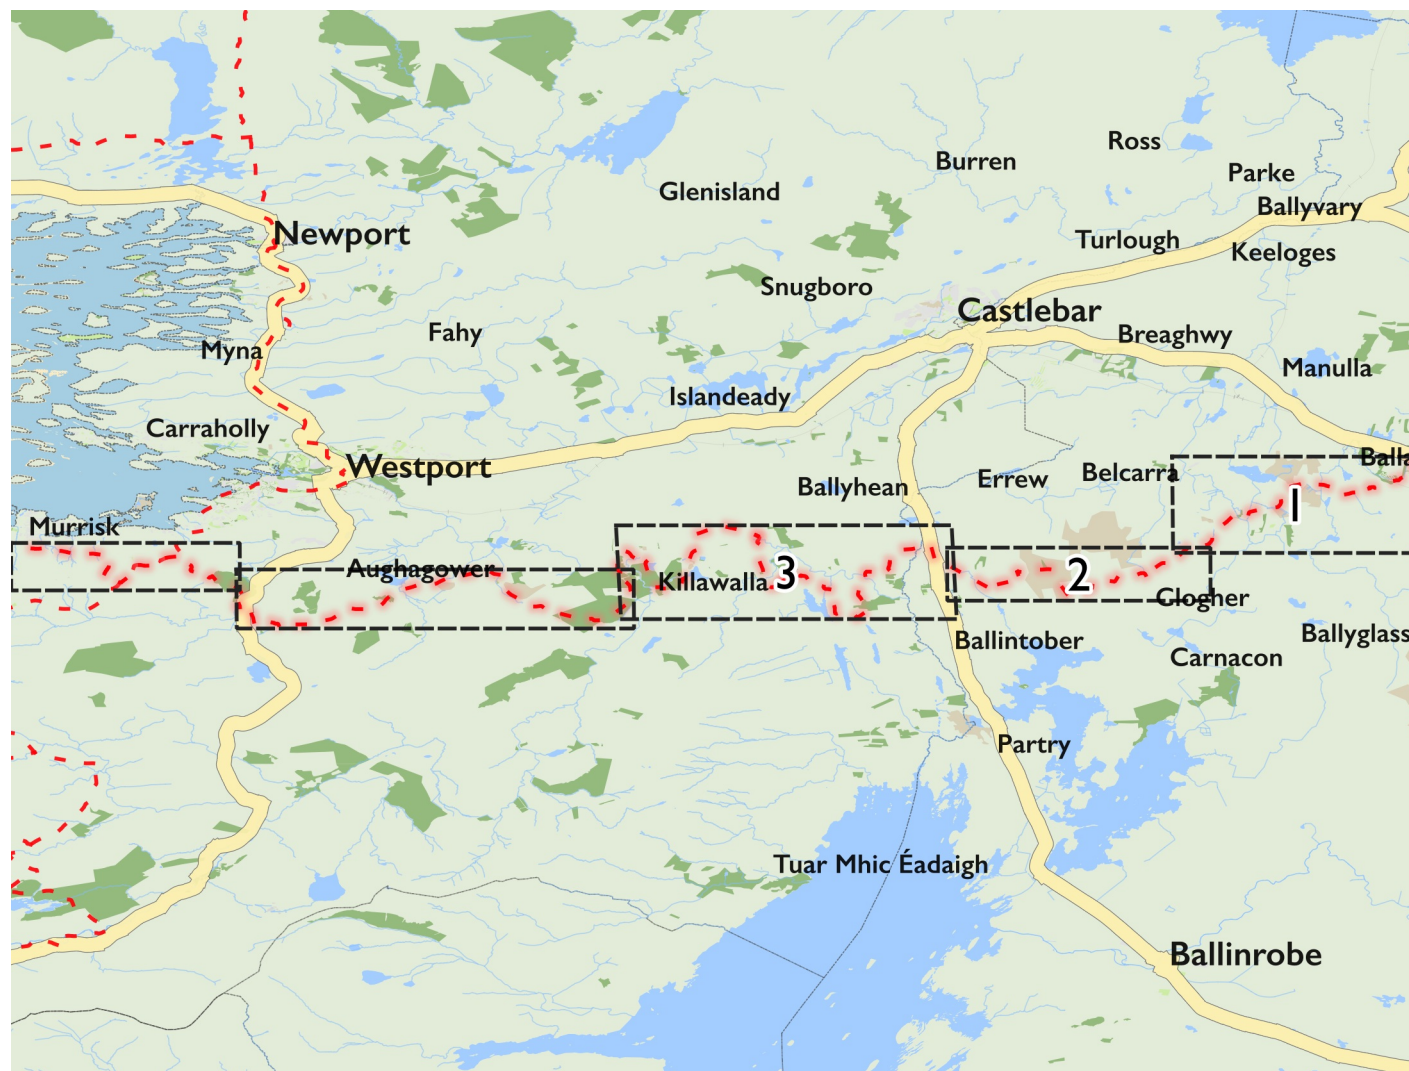 Ross
Burren
Parke
Glenisland
Ballyvary
Newport
Turlough
Keeloges
Snugboro
Castlebar
Fahy
Breaghwy
Myna
Manulla
Islandeady
Carraholly
Balla
Westport
Belcarra
Errew
Ballyhean
1
Murrisk
Aughagower
Killawalla
3
2
Clogher
Ballintober
Ballyglass
Carnacon
Partry
Tuar Mhic Éadaigh
Ballinrobe